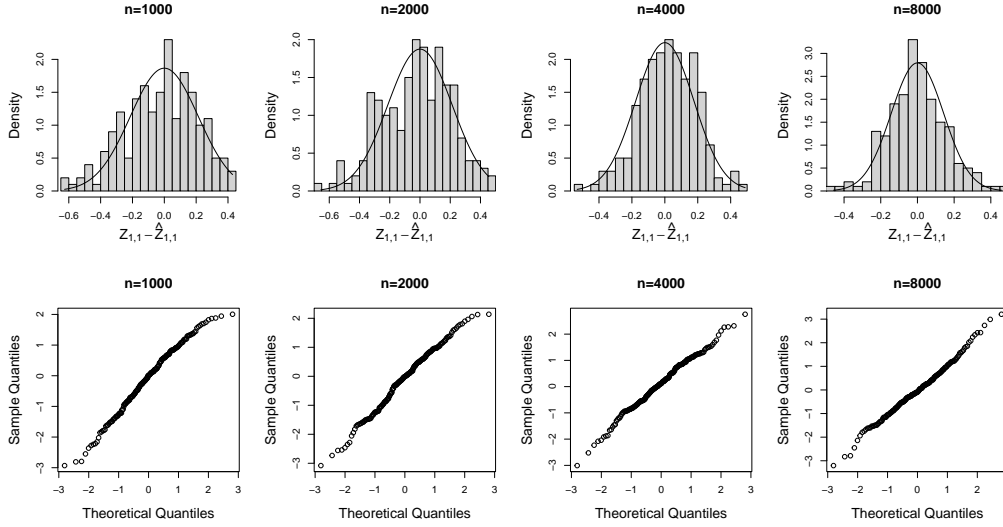 n=1000
n=2000
n=4000
n=8000
Density
0.0 0.5 1.0 1.5 2.0
−0.6 −0.4 −0.2 0.0 0.2 0.4
Z1,1 − Ẑ1,1
Density
0.0 0.5 1.0 1.5 2.0
−0.6 −0.4 −0.2 0.0 0.2 0.4
Z1,1 − Ẑ1,1
Density
0.0 0.5 1.0 1.5 2.0
−0.4 −0.2 0.0 0.2 0.4
Z1,1 − Ẑ1,1
Density
0.0 0.5 1.0 1.5 2.0 2.5 3.0
−0.4 −0.2 0.0 0.2 0.4
Z1,1 − Ẑ1,1
n=1000
n=2000
n=4000
n=8000
Sample Quantiles
−3 −2 −1 0 1 2
−3 −2 −1 0 1 2 3
Theoretical Quantiles
Sample Quantiles
−3 −2 −1 0 1 2
−3 −2 −1 0 1 2 3
Theoretical Quantiles
Sample Quantiles
−3 −2 −1 0 1 2
−3 −2 −1 0 1 2 3
Theoretical Quantiles
Sample Quantiles
−3 −2 −1 0 1 2 3
−3 −2 −1 0 1 2 3
Theoretical Quantiles